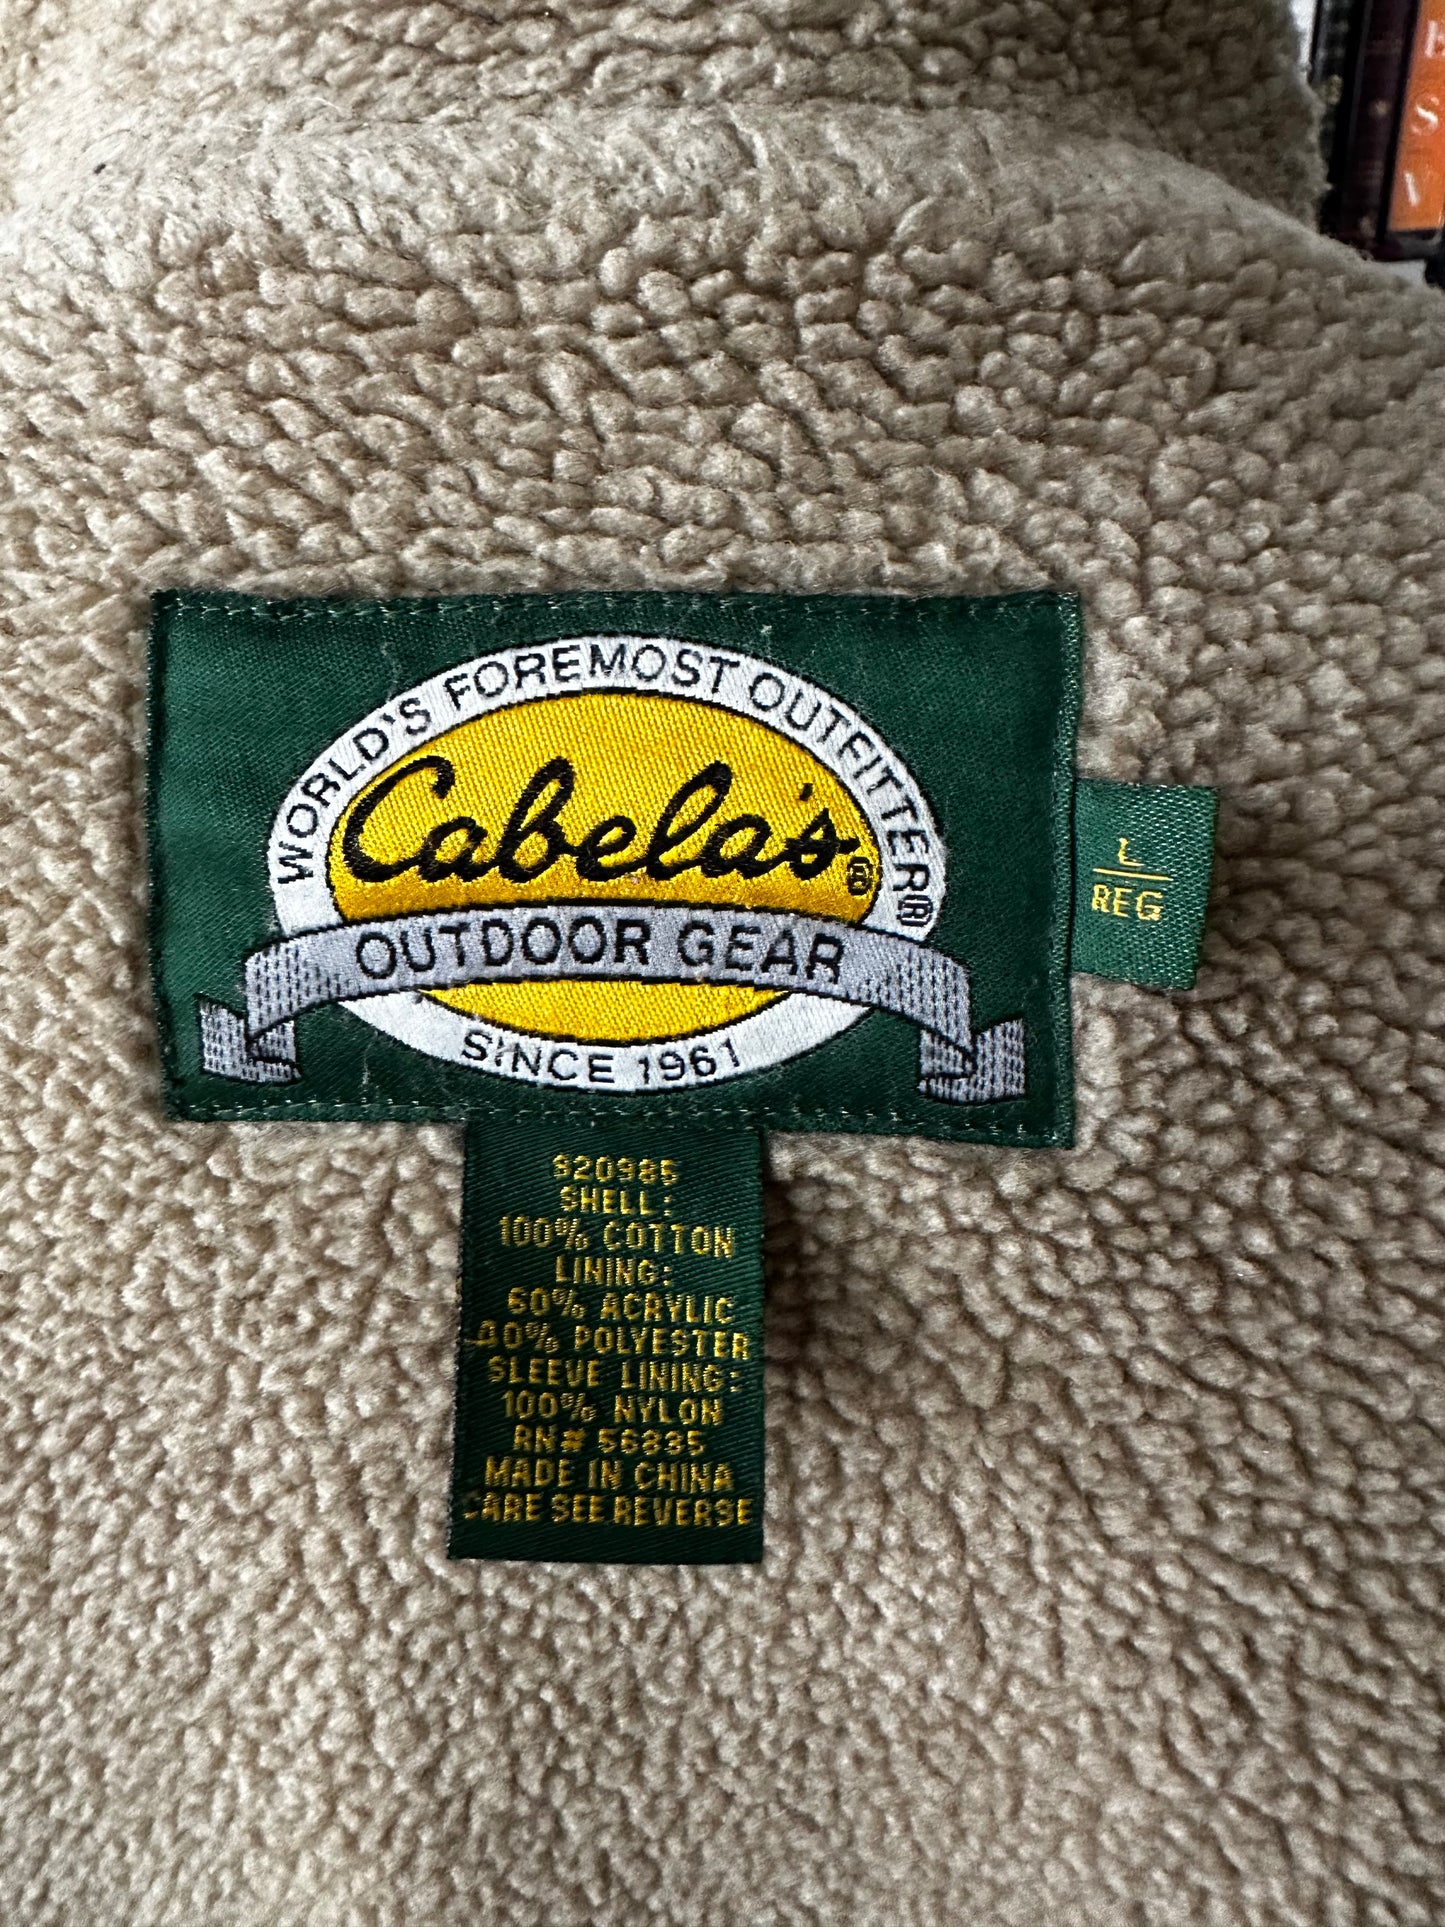 WORLD'S FOREMOST OUTFITTER®
Cabela's®
OUTDOOR GEAR
SINCE 1961
L
REG
920985
SHELL:
100% COTTON
LINING:
60% ACRYLIC
40% POLYESTER
SLEEVE LINING:
100% NYLON
RN# 56835
MADE IN CHINA
CARE SEE REVERSE